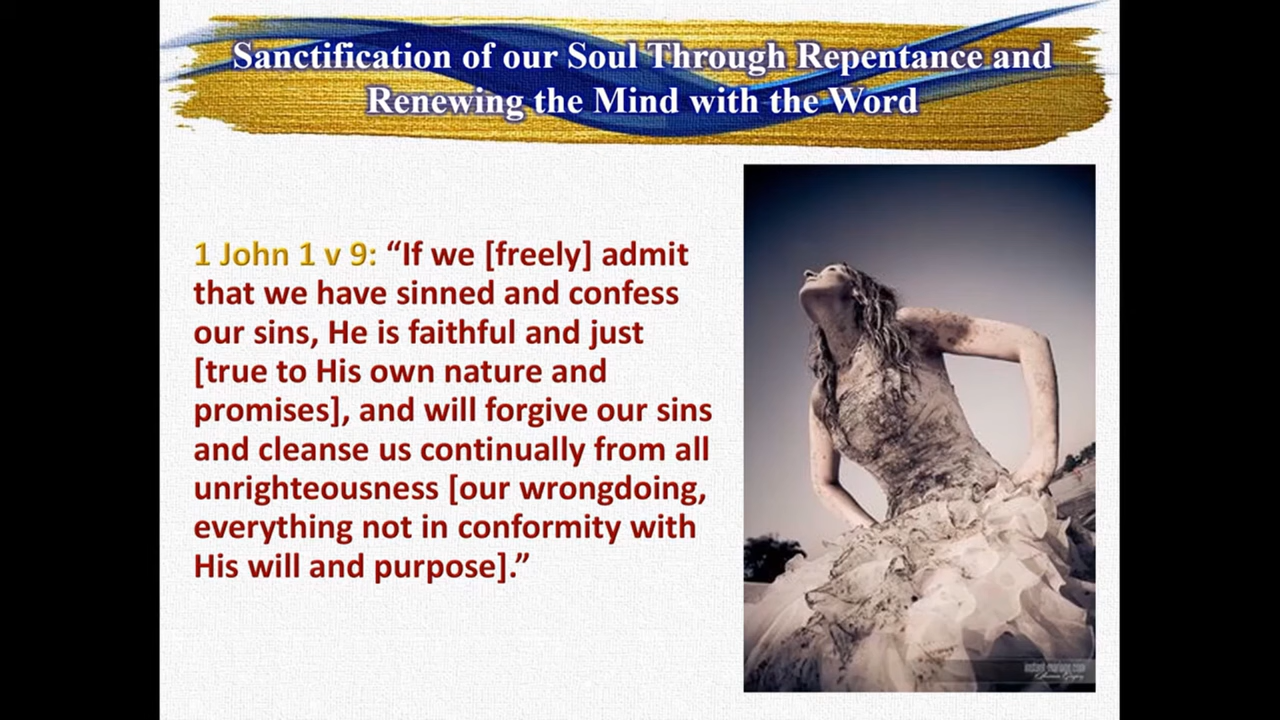 Sanctification of our Soul Through Repentance and
Renewing the Mind with the Word
1 John 1 v 9: “If we [freely] admit
that we have sinned and confess
our sins, He is faithful and just
[true to His own nature and
promises], and will forgive our sins
and cleanse us continually from all
unrighteousness [our wrongdoing,
everything not in conformity with
His will and purpose].”